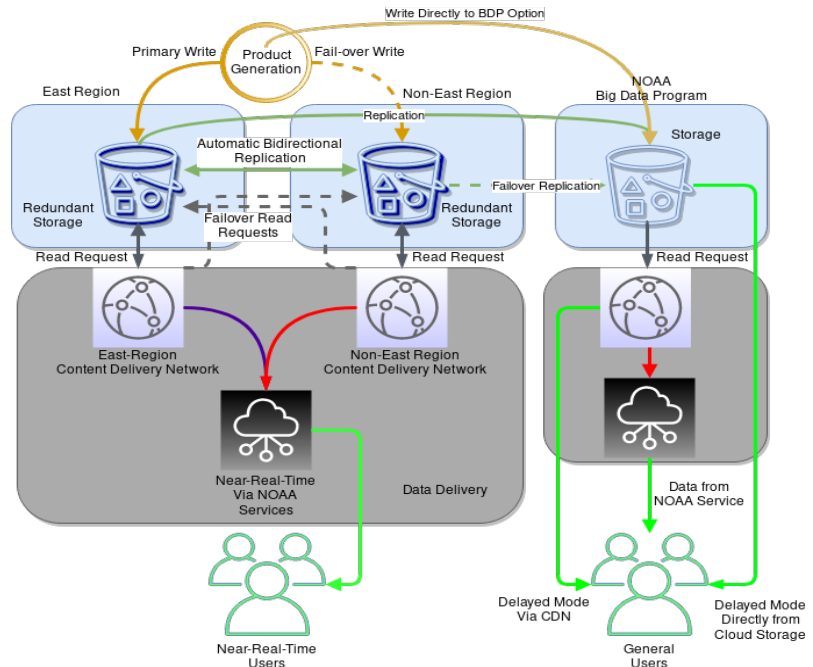 Write Directly to BDP Option
Primary Write
Product
Generation
Fail-over Write
East Region
Non-East Region
NOAA
Big Data Program
Replication
Storage
Automatic Bidirectional
Replication
Failover Replication
Redundant
Storage
Failover Read
Requests
Redundant
Storage
Read Request
Read Request
Read Request
East-Region
Content Delivery Network
Non-East Region
Content Delivery Network
Near-Real-Time
Via NOAA
Services
Data Delivery
Data from
NOAA Service
Delayed Mode
Via CDN
Delayed Mode
Directly from
Cloud Storage
Near-Real-Time
Users
General
Users